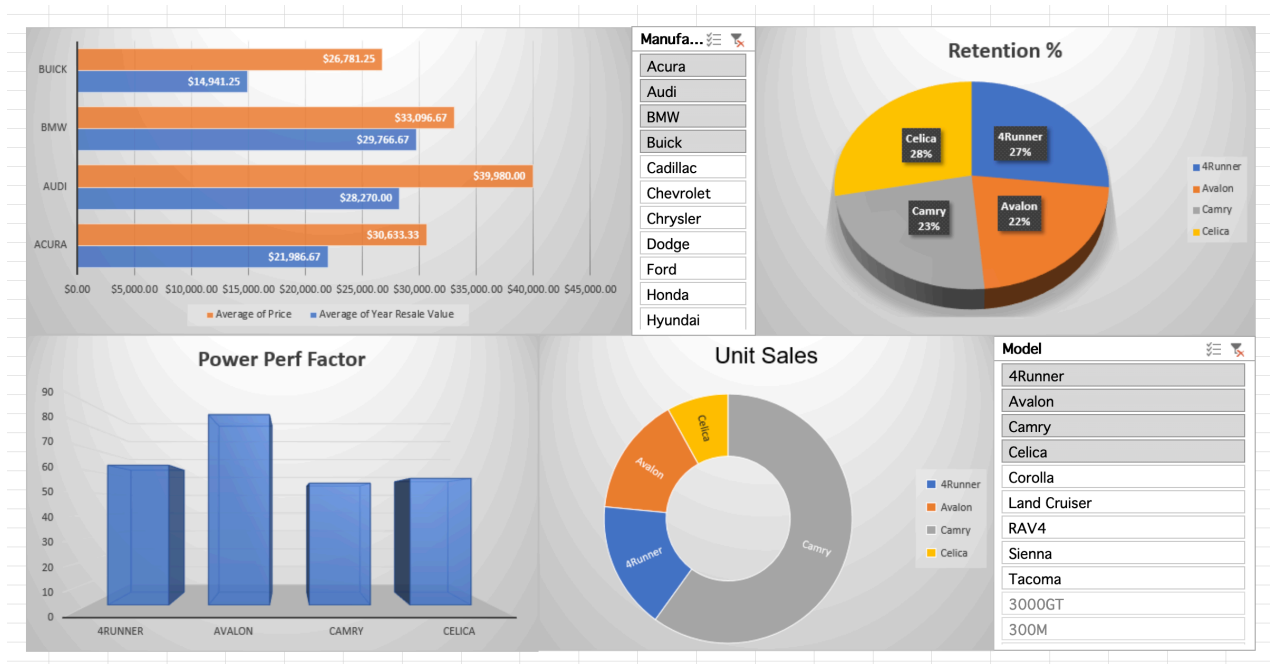 BUICK
$26,781.25
$14,941.25
BMW
$33,096.67
$29,766.67
AUDI
$39,980.00
$28,270.00
ACURA
$30,633.33
$21,986.67
$0.00 $5,000.00 $10,000.00 $15,000.00 $20,000.00 $25,000.00 $30,000.00 $35,000.00 $40,000.00 $45,000.00
Average of Price Average of Year Resale Value
Manufa...
Acura
Audi
BMW
Buick
Cadillac
Chevrolet
Chrysler
Dodge
Ford
Honda
Hyundai
Retention %
Celica
28%
4Runner
27%
Camry
23%
Avalon
22%
4Runner
Avalon
Camry
Celica
Power Perf Factor
90
80
70
60
50
40
30
20
10
0
4RUNNER AVALON CAMRY CELICA
Unit Sales
Celica
Avalon
4Runner
Camry
4Runner
Avalon
Camry
Celica
Model
4Runner
Avalon
Camry
Celica
Corolla
Land Cruiser
RAV4
Sienna
Tacoma
3000GT
300M